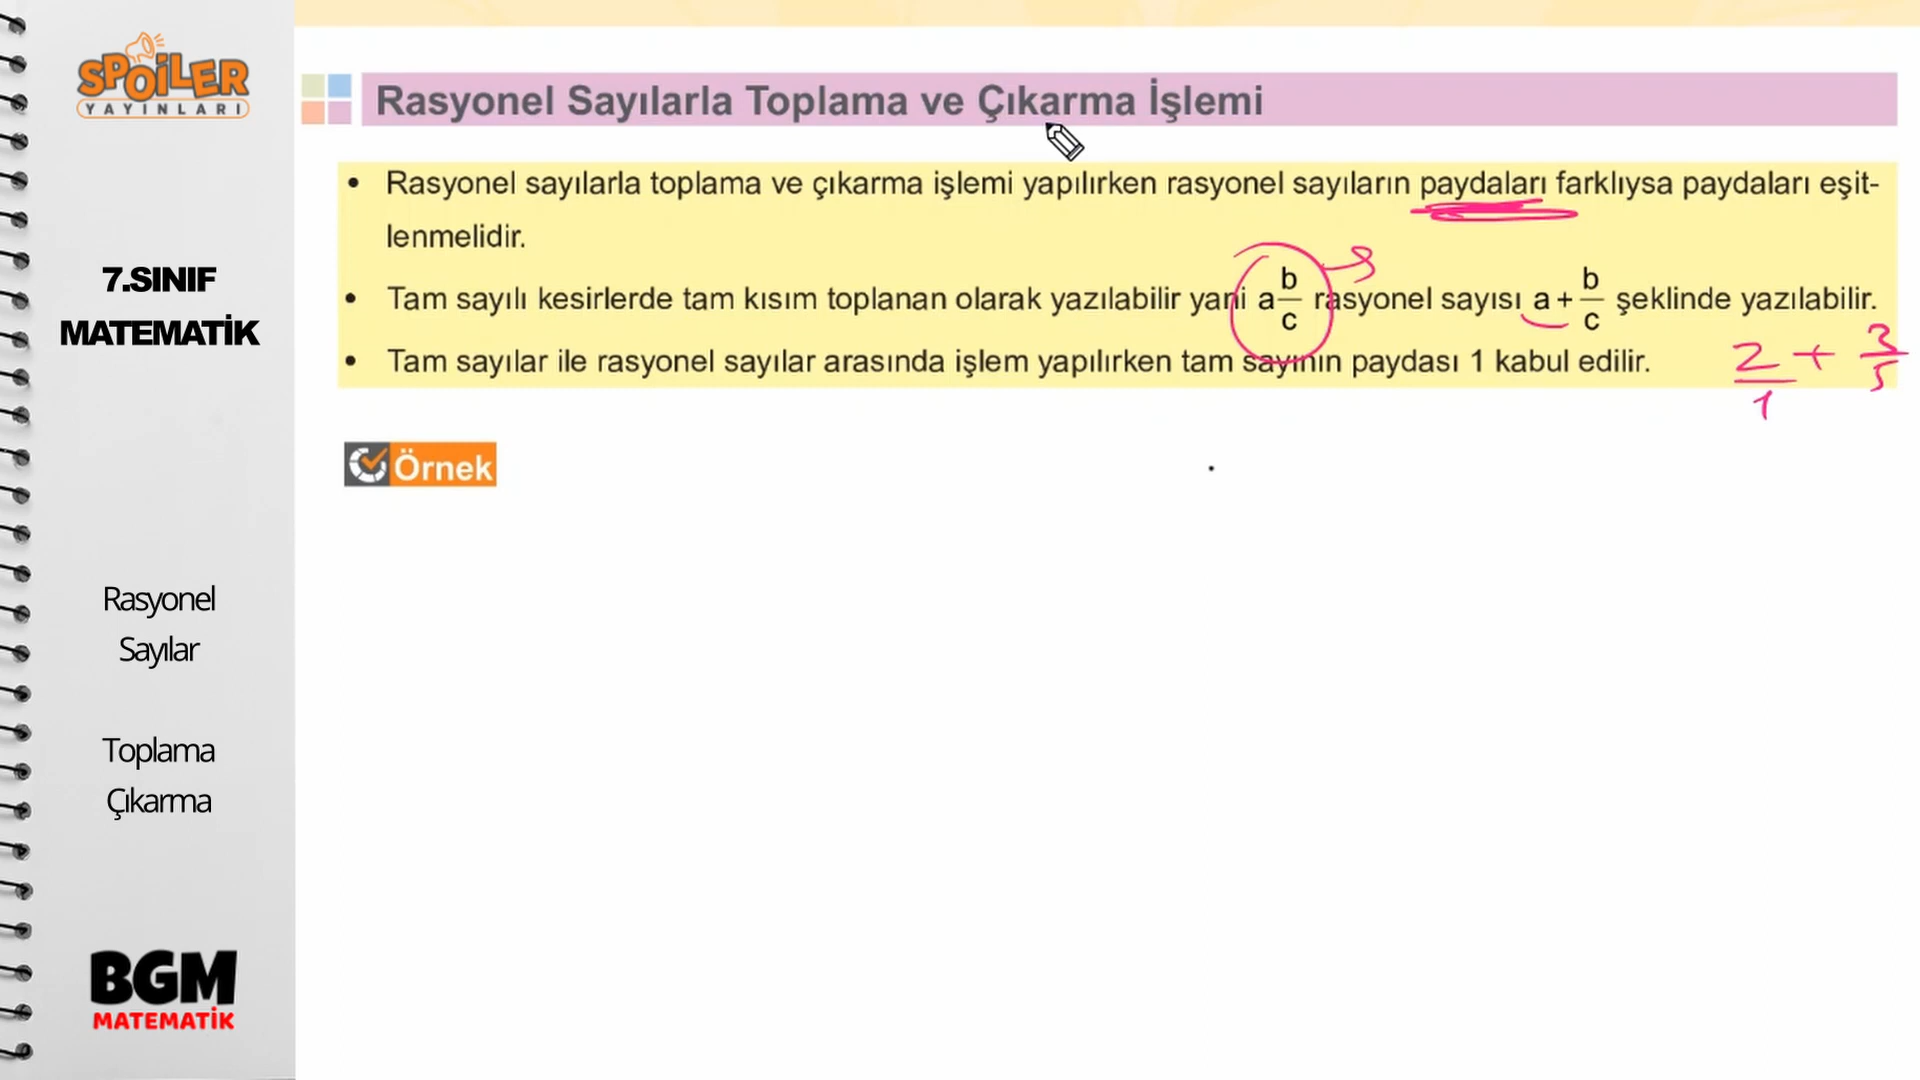 SPOİLER
YAYINLARI
7.SINIF
MATEMATİK
Rasyonel
Sayılar
Toplama
Çıkarma
BGM
MATEMATİK
Rasyonel Sayılarla Toplama ve Çıkarma İşlemi
• Rasyonel sayılarla toplama ve çıkarma işlemi yapılırken rasyonel sayıların paydaları farklıysa paydaları eşit-
lenmelidir.
• Tam sayılı kesirlerde tam kısım toplanan olarak yazılabilir yani a b/c rasyonel sayısı a + b/c şeklinde yazılabilir.
• Tam sayılar ile rasyonel sayılar arasında işlem yapılırken tam sayının paydası 1 kabul edilir.
2/1 + 3/5
Örnek